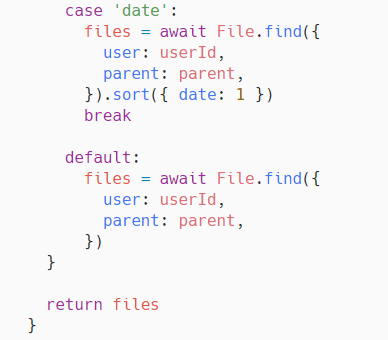 case 'date':
files = await File.find({
user: userId,
parent: parent,
}).sort({ date: 1 })
break
default:
files = await File.find({
user: userId,
parent: parent,
})
}
return files
}